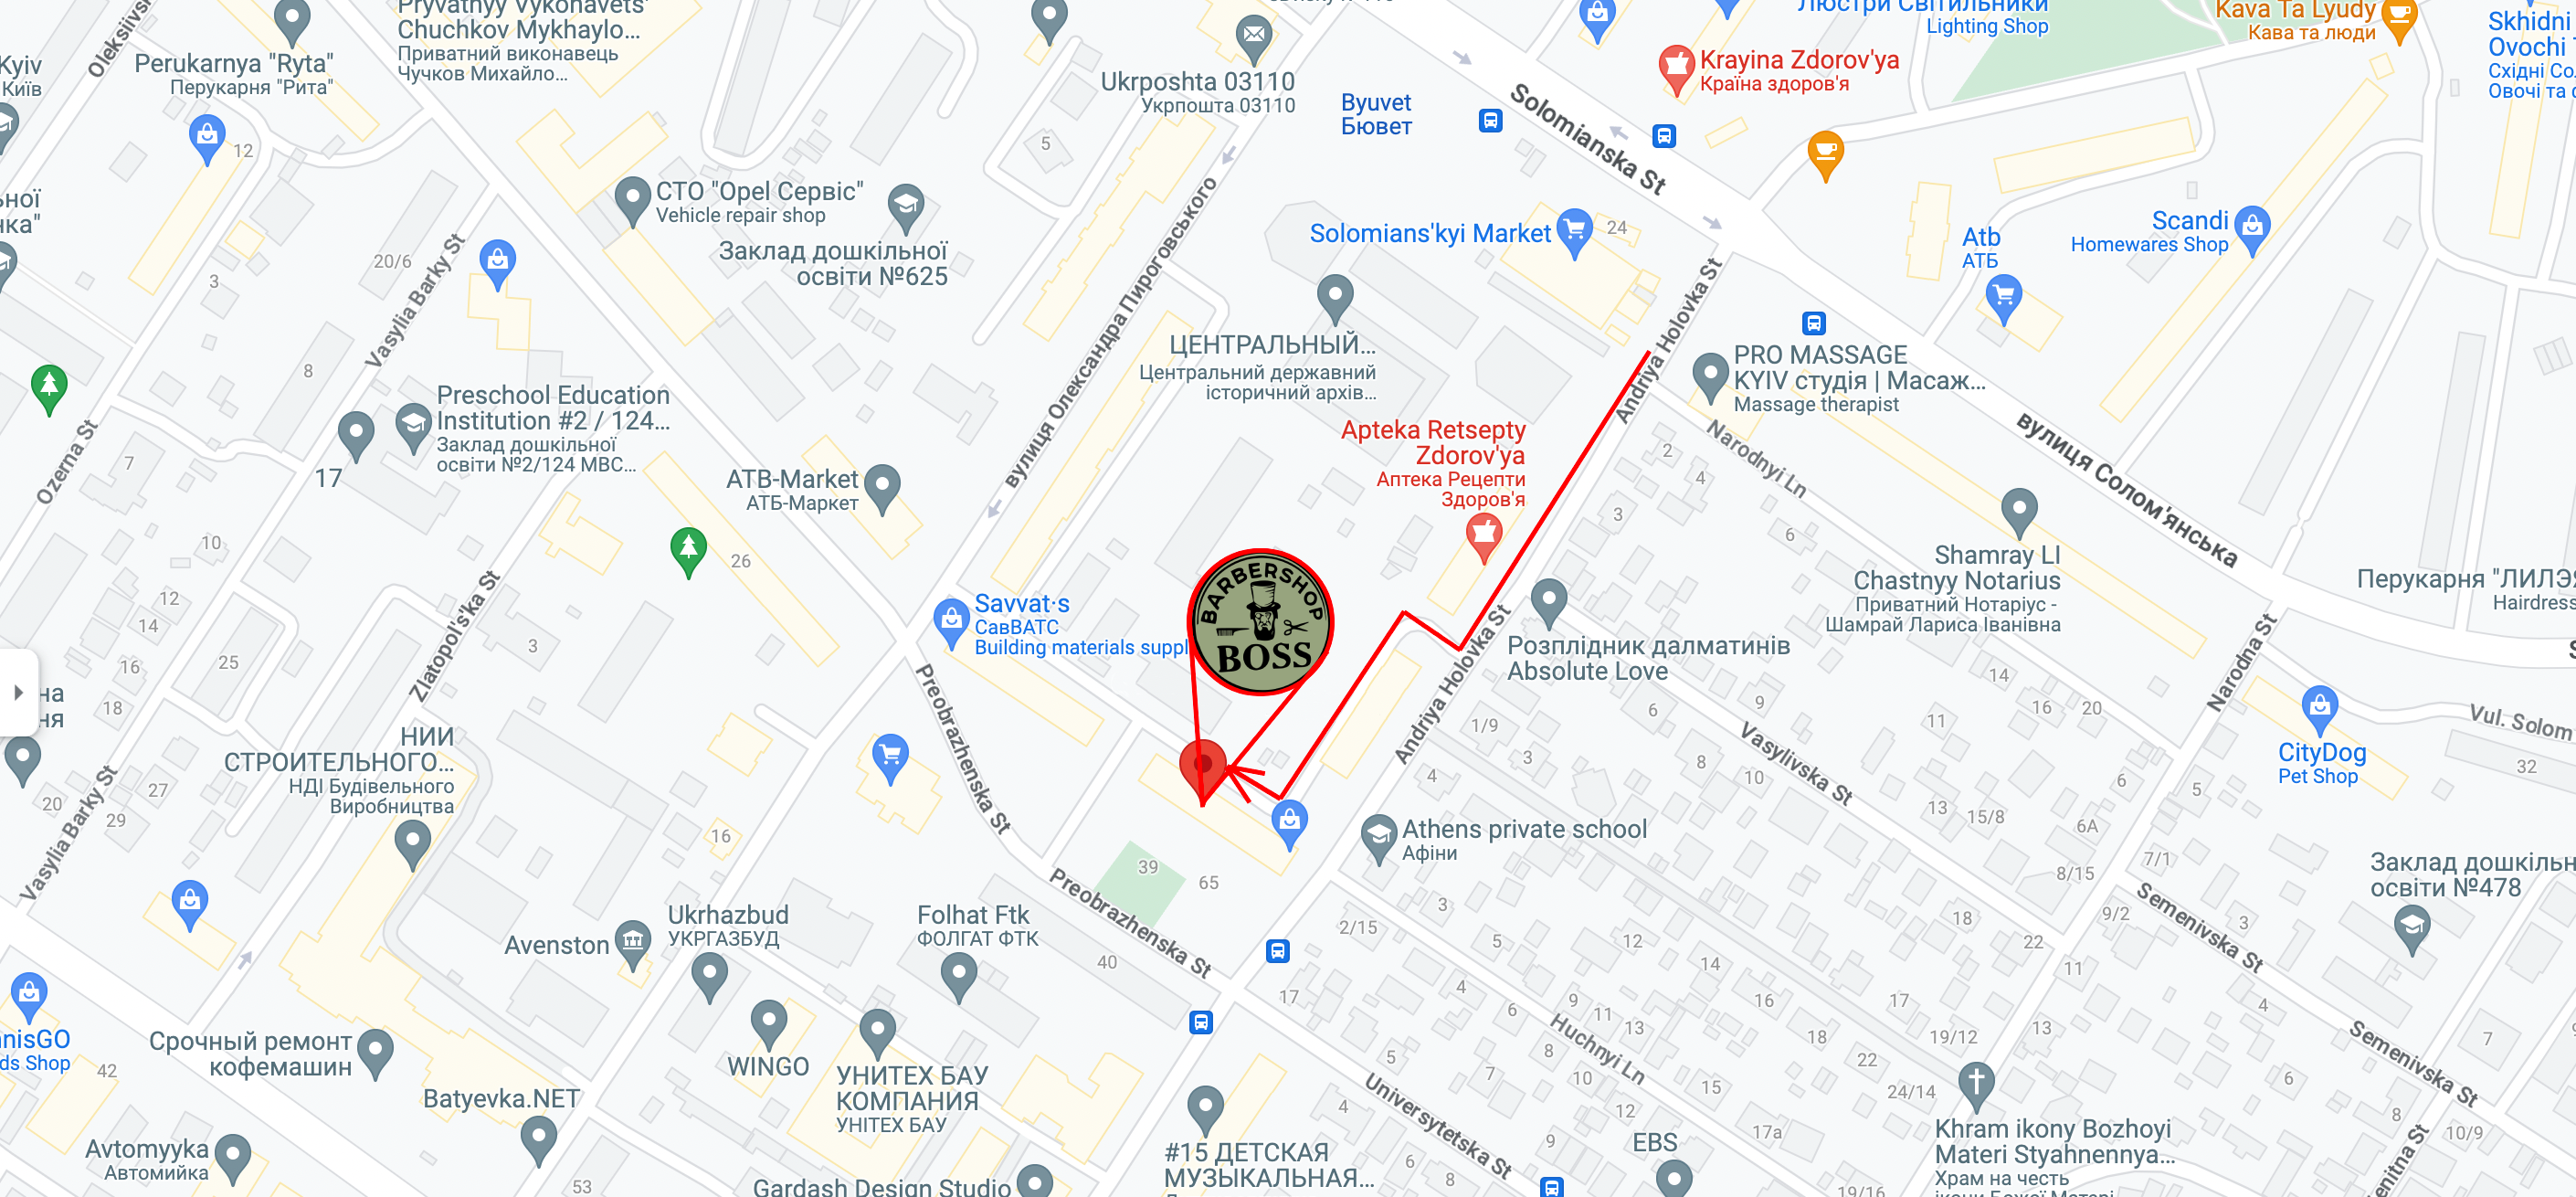 Pryvatnyy Vykonavets'
Chuchkov Mykhaylo...
Приватний виконавець
Чучков Михайло...
Perukarnya "Ryta"
Перукарня "Рита"
Kyiv
Київ
12
Ukrposhta 03110
Укрпошта 03110
Byuvet
Бювет
Solomianska St
Krayina Zdorov'ya
Країна здоров'я
Люстри Світильники
Lighting Shop
Kava Ta Lyudy
Кава та люди
Skhidni
Ovochi
Східні Со
Овочі та
5
СТО "Opel Сервіс"
Vehicle repair shop
Заклад дошкільної
освіти №625
вулиця Олександра Пироговського
Solomians'kyi Market
24
Scandi
Homewares Shop
Atb
АТБ
20/6
3
Vasylia Barky St
8
Andriya Holovka St
ЦЕНТРАЛЬНЫЙ...
Центральний державний
історичний архів...
PRO MASSAGE
KYIV студія | Масаж...
Massage therapist
Preschool Education
Institution #2 / 124...
Заклад дошкільної
освіти №2/124 МВС...
17
Ozerna St
7
ATB-Market
АТБ-Маркет
Apteka Retsepty
Zdorov'ya
Аптека Рецепти
Здоров'я
Narodnyi Ln
вулиця Солом'янська
2
4
3
6
10
26
12
14
16
25
18
Zlatopol's'ka St
3
Savvat·s
СавВАТС
Building materials suppl
BARBERSHOP
BOSS
Shamray LI
Chastnyy Notarius
Приватний Нотаріус -
Шамрай Лариса Іванівна
Перукарня "ЛИЛЭЯ
Hairdress
Розплідник далматинів
Absolute Love
Andriya Holovka St
Narodna St
14
16
20
Vul. Solom
на
ня
НИИ
СТРОИТЕЛЬНОГО...
НДІ Будівельного
Виробництва
Preobrazhenska St
1/9
6
9
11
3
8
10
4
13
15/8
6A
Vasylivska St
CityDog
Pet Shop
32
5
Vasylia Barky St
20
27
29
16
Athens private school
Афіни
39
65
7/1
8/15
9/2
Заклад дошкільн
освіти №478
Preobrazhenska St
Semenivska St
Ukrhazbud
УКРГАЗБУД
Avenston
Folhat Ftk
ФОЛГАТ ФТК
40
2/15
3
5
12
14
18
22
3
11
17
4
6
9
11
13
16
17
19/12
13
4
7
nnisGO
ds Shop
42
Срочный ремонт
кофемашин
WINGO
УНИТЕХ БАУ
КОМПАНИЯ
УНІТЕХ БАУ
Huchnyi Ln
5
7
8
10
12
15
18
22
24/14
Semenivska St
6
8
10/9
Batyevka.NET
Universytetska St
4
9
6
8
17a
EBS
Khram ikony Bozhoyi
Materi Styahnennya...
Храм на честь
Avtomyyka
Автомийка
53
Gardash Design Studio
#15 ДЕТСКАЯ
МУЗЫКАЛЬНАЯ...
19/16